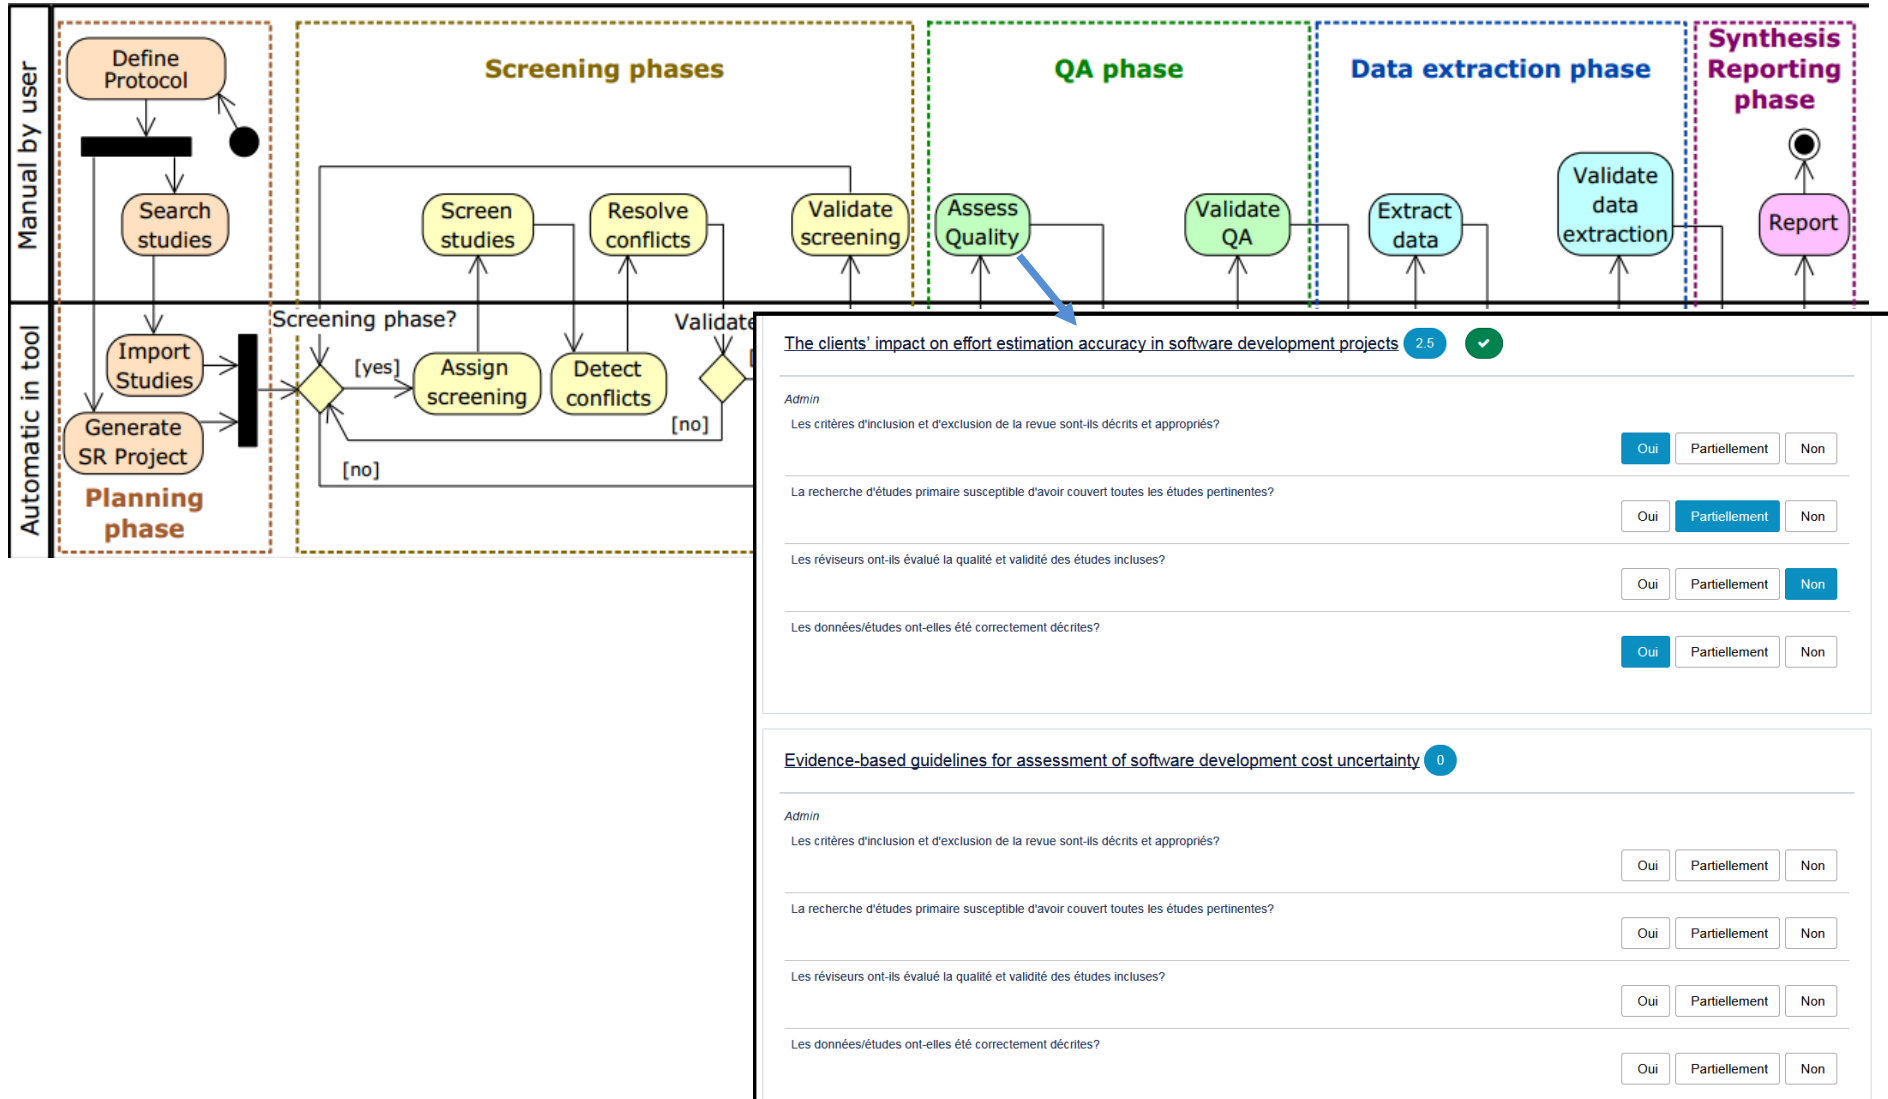 Manual by user
Automatic in tool
Define
Protocol
Search
studies
Import
Studies
Generate
SR Project
Planning
phase
Screening phases
Screen
studies
Resolve
conflicts
Validate
screening
Screening phase?
[yes]
Assign
screening
Detect
conflicts
Validate
[no]
[no]
QA phase
Assess
Quality
Validate
QA
Data extraction phase
Extract
data
Validate
data
extraction
Synthesis
Reporting
phase
Report
The clients' impact on effort estimation accuracy in software development projects 2.5
Admin
Les critères d'inclusion et d'exclusion de la revue sont-ils décrits et appropriés?
Oui Partiellement Non
La recherche d'études primaire susceptible d'avoir couvert toutes les études pertinentes?
Oui Partiellement Non
Les réviseurs ont-ils évalué la qualité et validité des études incluses?
Oui Partiellement Non
Les données/études ont-elles été correctement décrites?
Oui Partiellement Non
Evidence-based guidelines for assessment of software development cost uncertainty 0
Admin
Les critères d'inclusion et d'exclusion de la revue sont-ils décrits et appropriés?
Oui Partiellement Non
La recherche d'études primaire susceptible d'avoir couvert toutes les études pertinentes?
Oui Partiellement Non
Les réviseurs ont-ils évalué la qualité et validité des études incluses?
Oui Partiellement Non
Les données/études ont-elles été correctement décrites?
Oui Partiellement Non